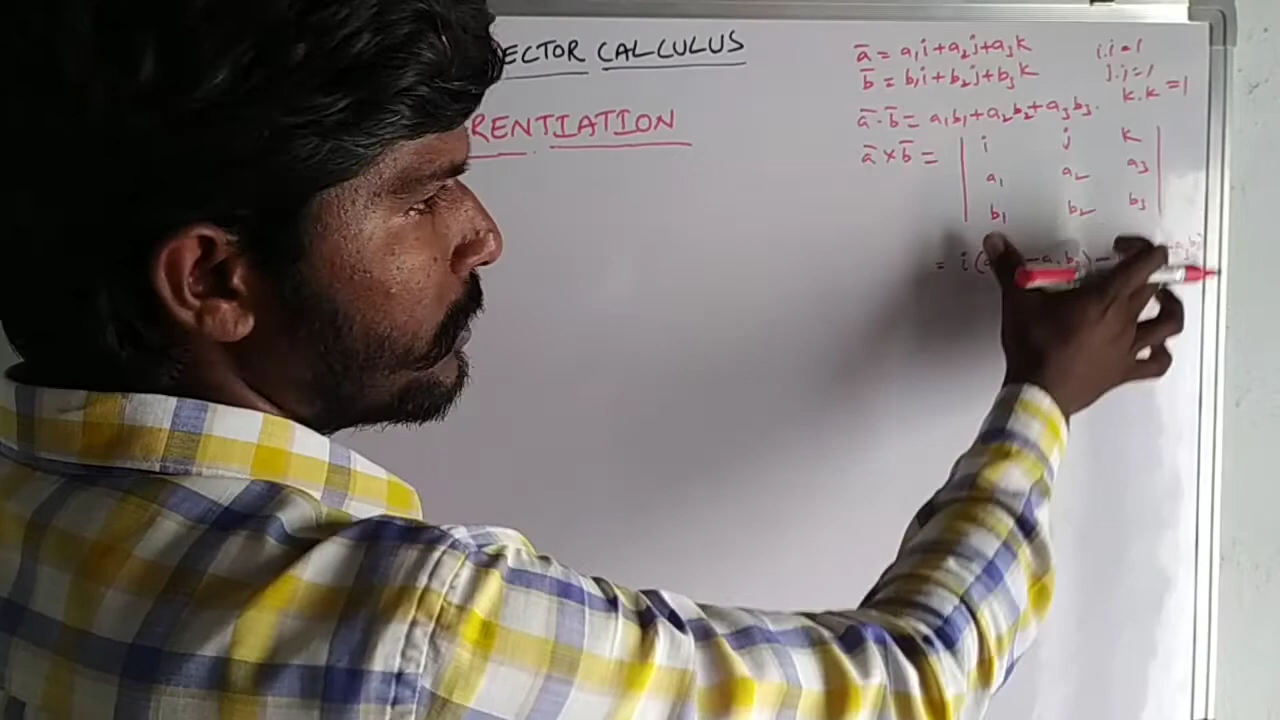 ECTOR CALCULUS
RENTIATION
a̅ = a₁i + a₂j + a₃k
b̅ = b₁i + b₂j + b₃k
a̅ · b̅ = a₁b₁ + a₂b₂ + a₃b₃.
a̅ × b̅ =
i j k
a₁ a₂ a₃
b₁ b₂ b₃
= i (
i.i = 1
j.j = 1
k.k = 1